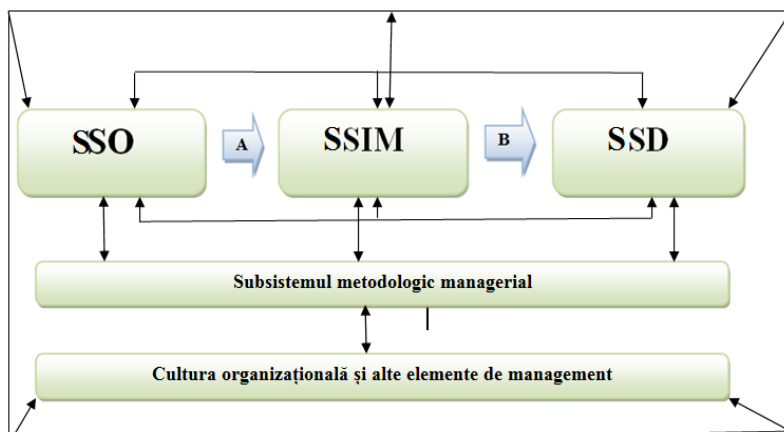 SSO
A
SSIM
B
SSD
Subsistemul metodologic managerial
Cultura organizațională și alte elemente de management